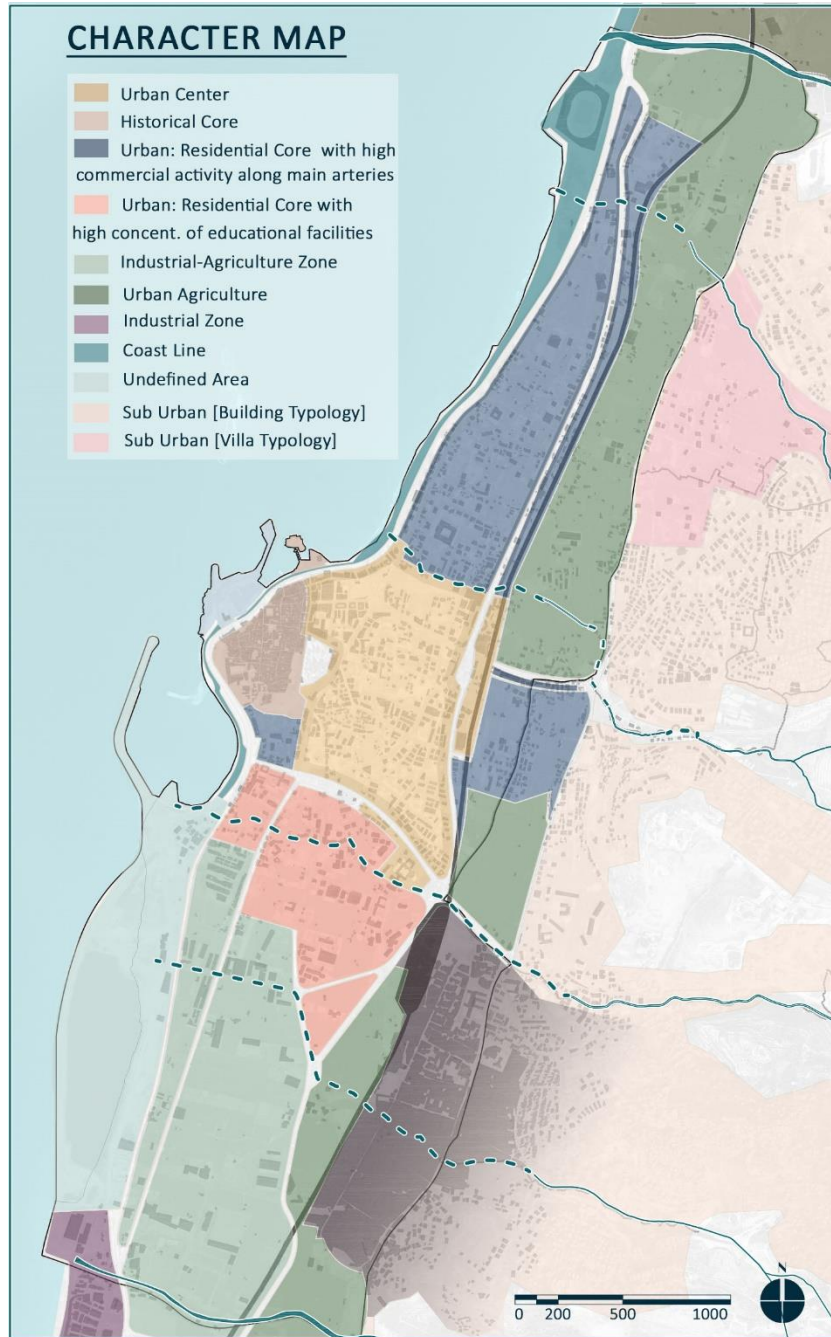 CHARACTER MAP
Urban Center
Historical Core
Urban: Residential Core with high
commercial activity along main arteries
Urban: Residential Core with
high concent. of educational facilities
Industrial-Agriculture Zone
Urban Agriculture
Industrial Zone
Coast Line
Undefined Area
Sub Urban [Building Typology]
Sub Urban [Villa Typology]
N
0 200 500 1000